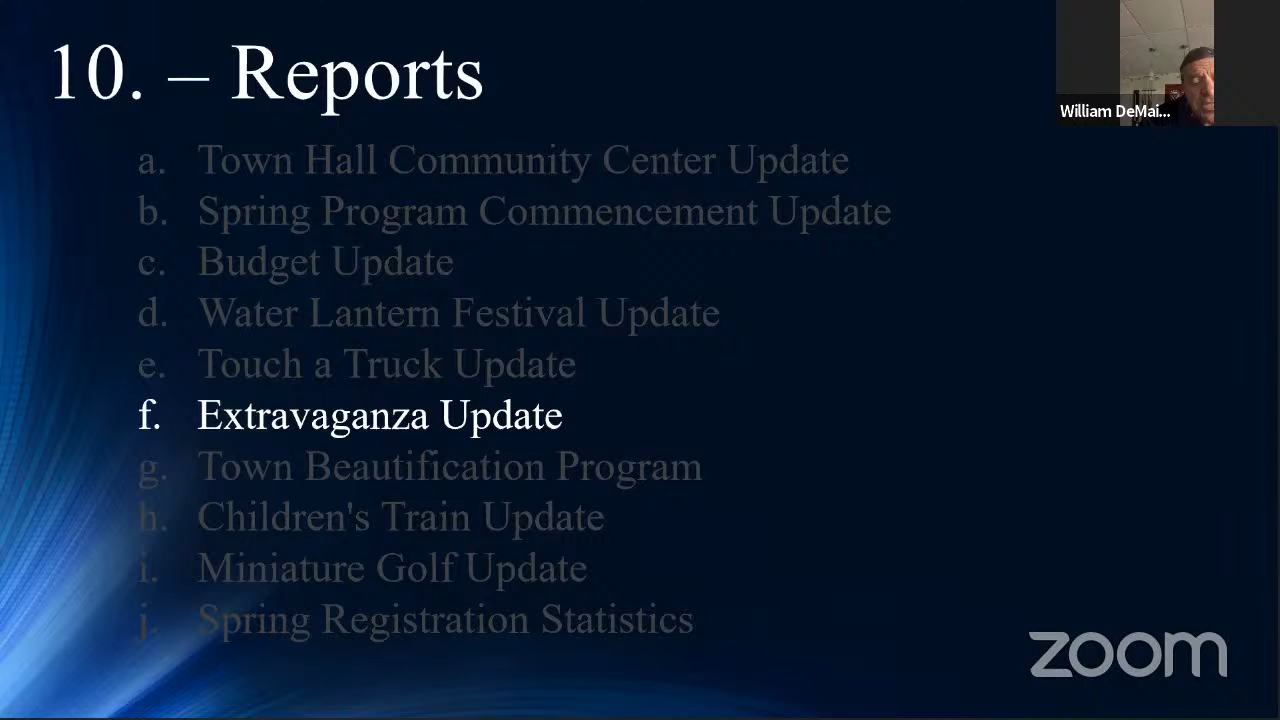 10. – Reports
William DeMai...
a. Town Hall Community Center Update
b. Spring Program Commencement Update
c. Budget Update
d. Water Lantern Festival Update
e. Touch a Truck Update
f. Extravaganza Update
g. Town Beautification Program
h. Children's Train Update
i. Miniature Golf Update
j. Spring Registration Statistics
zoom